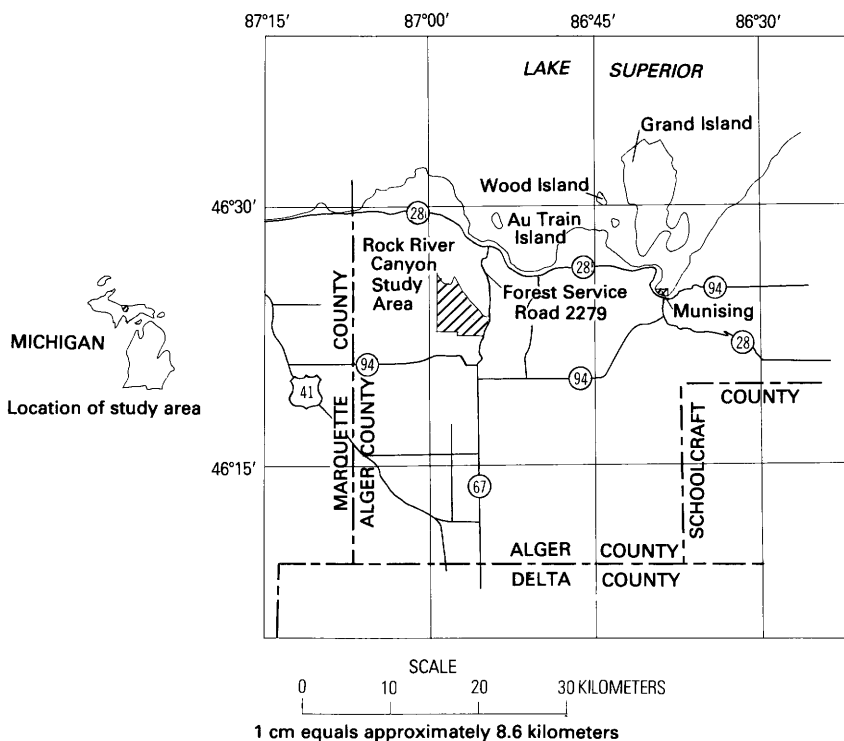 87°15'
87°00'
86°45'
86°30'
LAKE SUPERIOR
Grand Island
Wood Island
46°30'
28
Au Train
Island
Rock River
Canyon
Study
Area
28
94
Forest Service
Road 2279
Munising
28
MICHIGAN
Location of study area
41
94
94
MARQUETTE COUNTY
ALGER COUNTY
COUNTY
SCHOOLCRAFT
46°15'
67
ALGER COUNTY
DELTA COUNTY
SCALE
0 10 20 30 KILOMETERS
1 cm equals approximately 8.6 kilometers